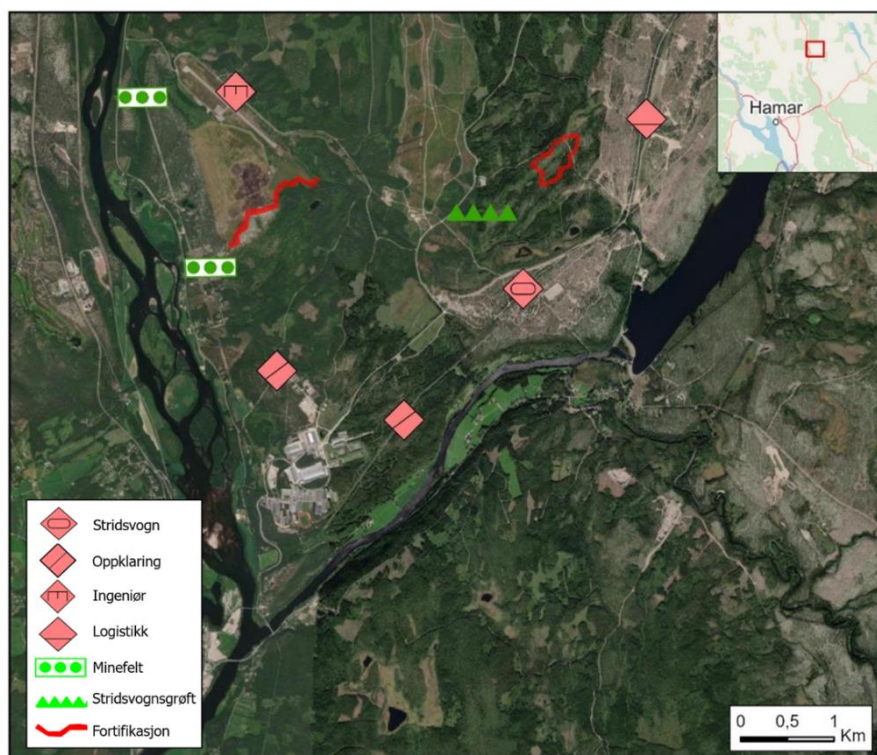 Hamar
Stridsvogn
Oppklaring
Ingeniør
Logistikk
Minefelt
Stridsvognsgrøft
Fortifikasjon
0 0,5 1
Km